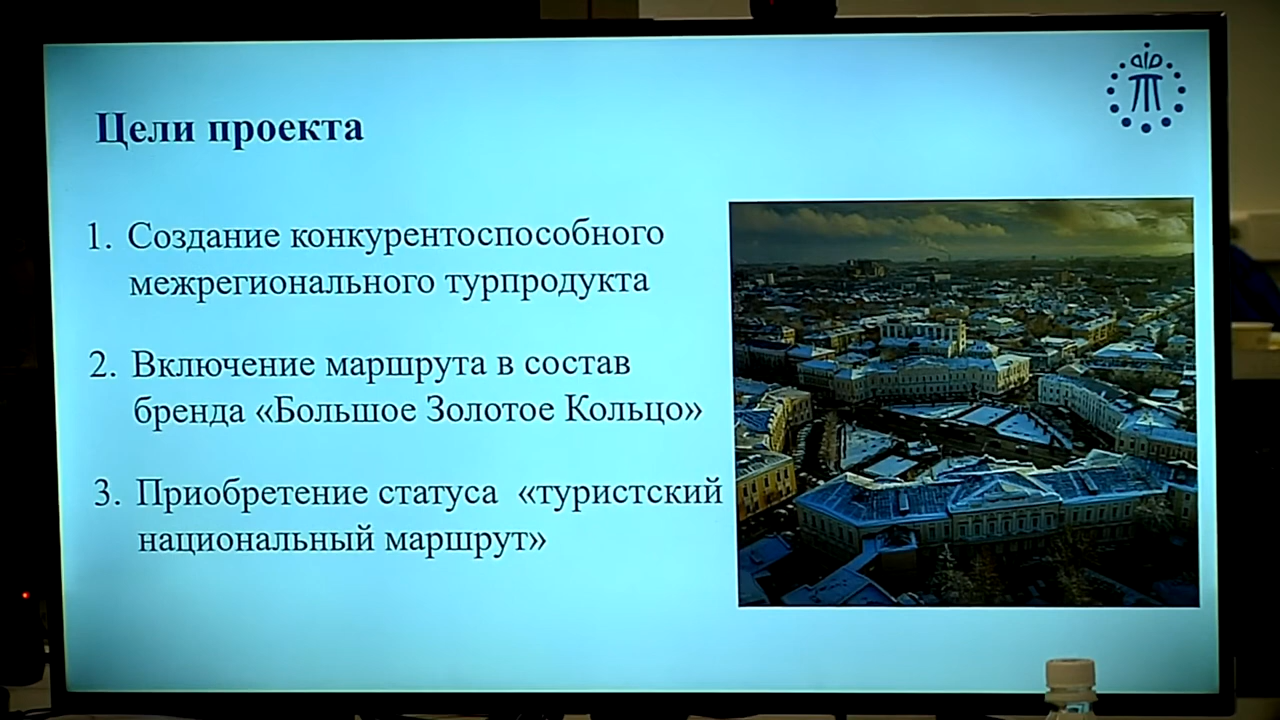 Цели проекта
1. Создание конкурентоспособного
межрегионального турпродукта
2. Включение маршрута в состав
бренда «Большое Золотое Кольцо»
3. Приобретение статуса «туристский
национальный маршрут»